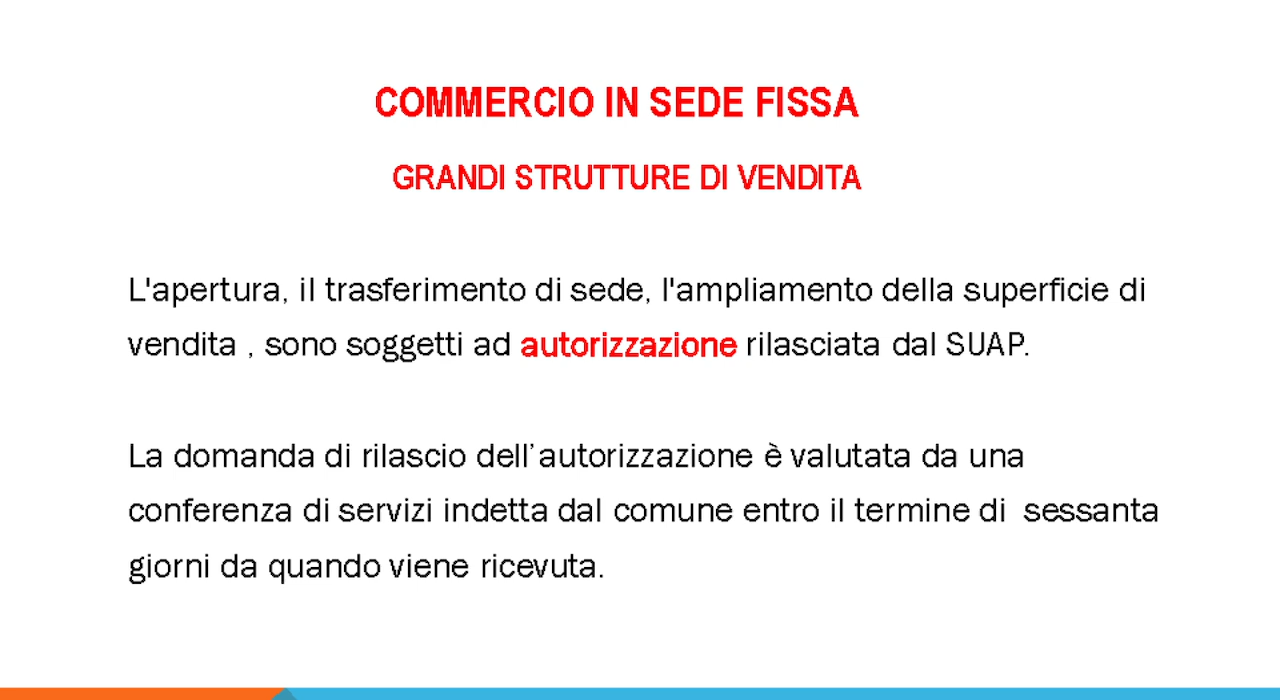 COMMERCIO IN SEDE FISSA
GRANDI STRUTTURE DI VENDITA
L'apertura, il trasferimento di sede, l'ampliamento della superficie di
vendita , sono soggetti ad autorizzazione rilasciata dal SUAP.
La domanda di rilascio dell’autorizzazione è valutata da una
conferenza di servizi indetta dal comune entro il termine di  sessanta
giorni da quando viene ricevuta.